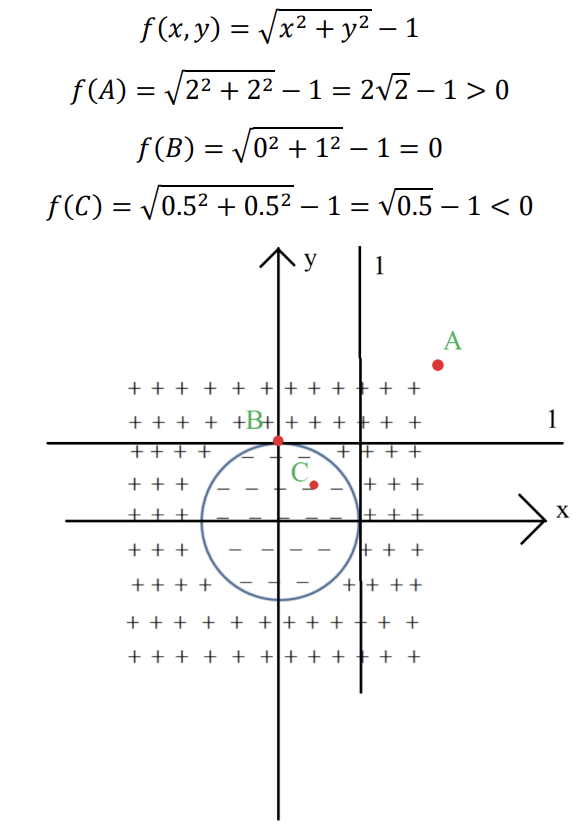 f(x, y) = √(x² + y²) − 1
f(A) = √(2² + 2²) − 1 = 2√2 − 1 > 0
f(B) = √(0² + 1²) − 1 = 0
f(C) = √(0.5² + 0.5²) − 1 = √0.5 − 1 < 0
y
1
A
+ + + + + + + + + + + +
+ + + + + B + + + + + + +
1
+ + + + − − − + + + +
C
+ + + − − − − − + + +
+ + + − − − − − + + +
x
+ + + − − − − + + +
+ + + + − − − + + + +
+ + + + + + + + + + + +
+ + + + + + + + + + + +